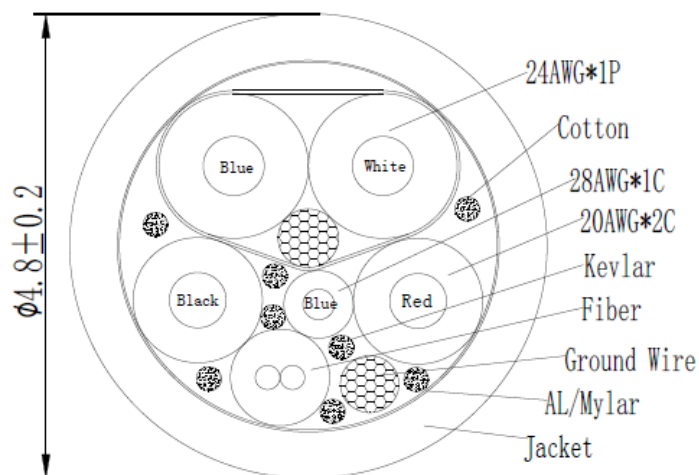 24AWG*1P
Cotton
28AWG*1C
20AWG*2C
Kevlar
Fiber
Ground Wire
AL/Mylar
Jacket
Blue
White
Black
Blue
Red
ϕ4.8±0.2